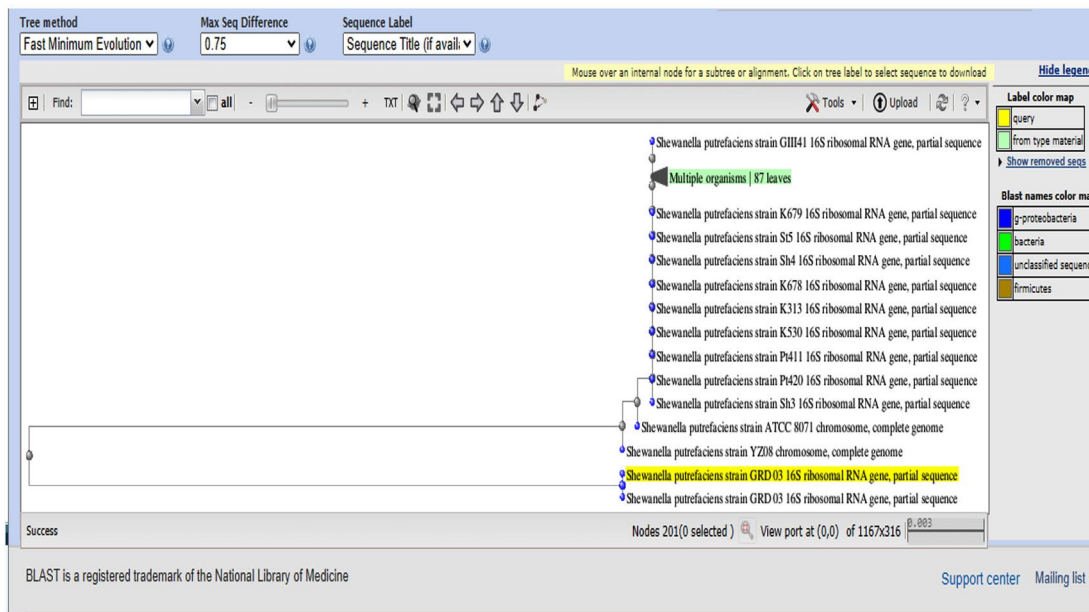 Tree method Max Seq Difference Sequence Label
Fast Minimum Evolution 0.75 Sequence Title (if avail
Mouse over an internal node for a subtree or alignment. Click on tree label to select sequence to download Hide legen
Find: all - + TXT Tools Upload ?
Label color map
query
from type material
Show removed seqs
Blast names color ma
g-proteobacteria
bacteria
unclassified sequenc
firmicutes
Shewanella putrefaciens strain GIII41 16S ribosomal RNA gene, partial sequence
Multiple organisms | 87 leaves
Shewanella putrefaciens strain K679 16S ribosomal RNA gene, partial sequence
Shewanella putrefaciens strain St5 16S ribosomal RNA gene, partial sequence
Shewanella putrefaciens strain Sh4 16S ribosomal RNA gene, partial sequence
Shewanella putrefaciens strain K678 16S ribosomal RNA gene, partial sequence
Shewanella putrefaciens strain K313 16S ribosomal RNA gene, partial sequence
Shewanella putrefaciens strain K530 16S ribosomal RNA gene, partial sequence
Shewanella putrefaciens strain Pt411 16S ribosomal RNA gene, partial sequence
Shewanella putrefaciens strain Pt420 16S ribosomal RNA gene, partial sequence
Shewanella putrefaciens strain Sh3 16S ribosomal RNA gene, partial sequence
Shewanella putrefaciens strain ATCC 8071 chromosome, complete genome
Shewanella putrefaciens strain YZ08 chromosome, complete genome
Shewanella putrefaciens strain GRD 03 16S ribosomal RNA gene, partial sequence
Shewanella putrefaciens strain GRD 03 16S ribosomal RNA gene, partial sequence
Success Nodes 201(0 selected ) View port at (0,0) of 1167x316 0.003
BLAST is a registered trademark of the National Library of Medicine Support center Mailing list